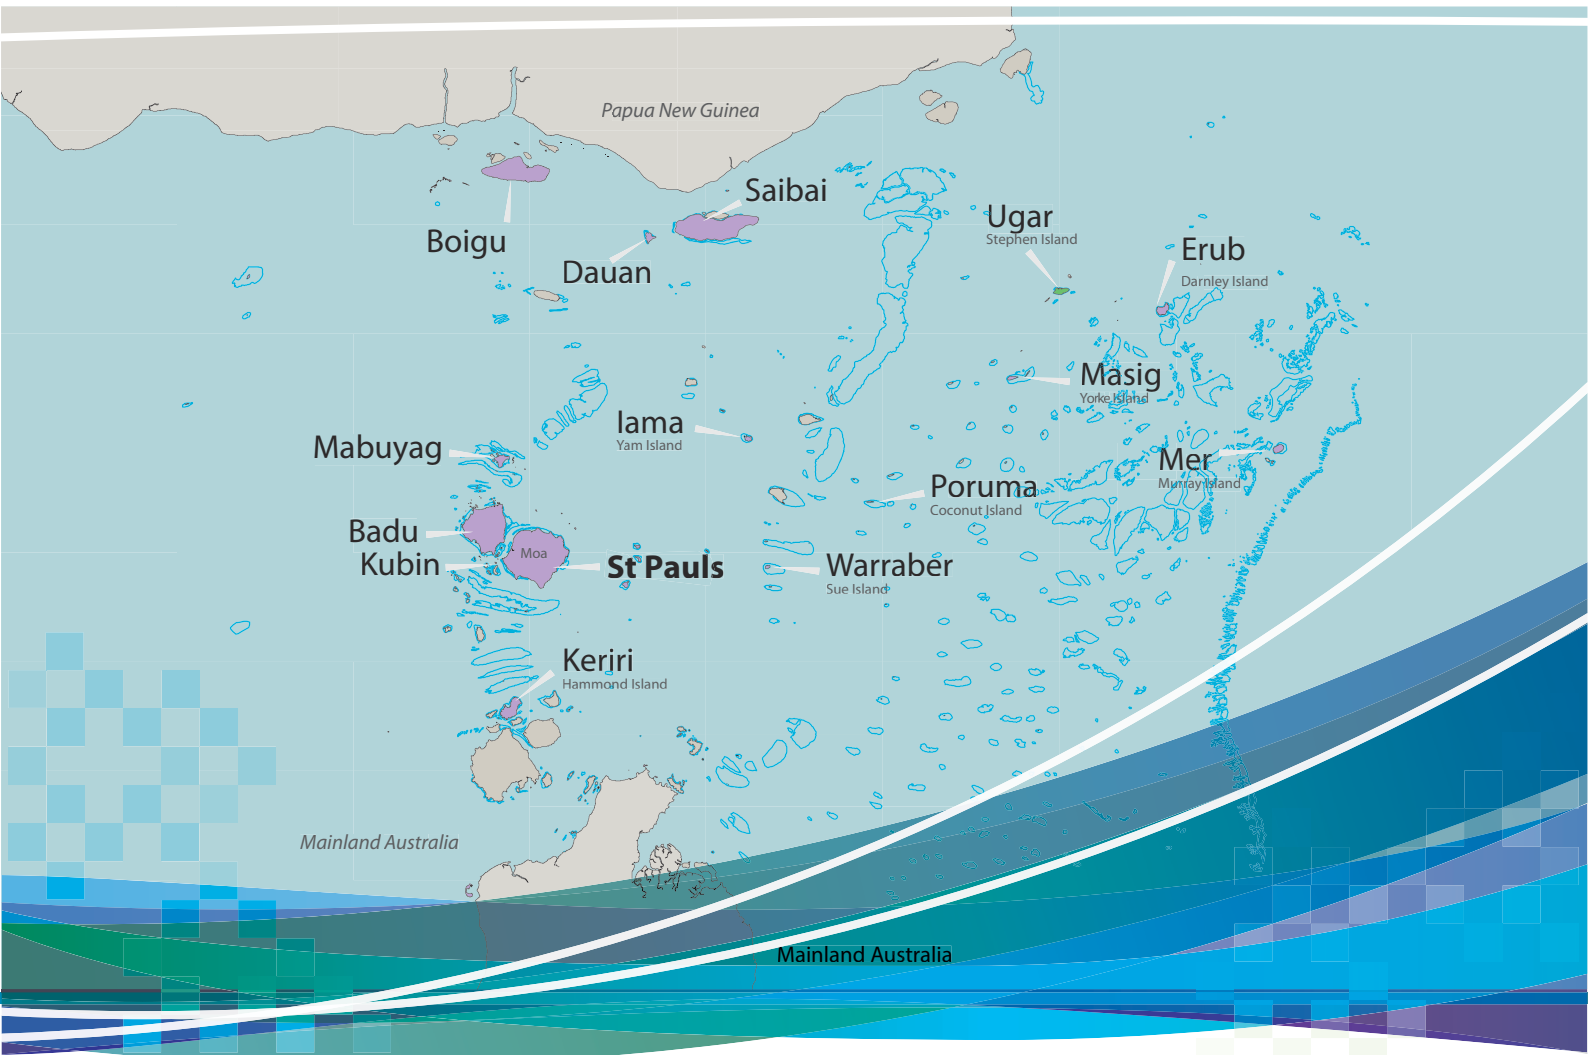 Papua New Guinea
Saibai
Boigu
Dauan
Ugar
Stephen Island
Erub
Darnley Island
Masig
Yorke Island
Iama
Yam Island
Mabuyag
Mer
Murray Island
Poruma
Coconut Island
Badu
Kubin
Moa
St Pauls
Warraber
Sue Island
Keriri
Hammond Island
Mainland Australia
Mainland Australia